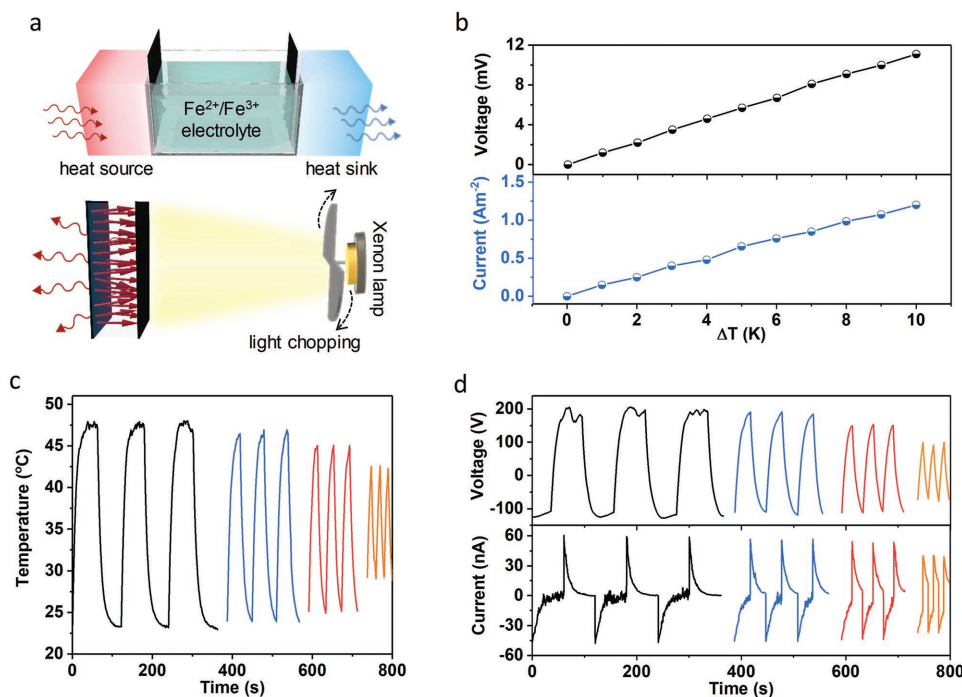 a
Fe²⁺/Fe³⁺
electrolyte
heat source
heat sink
Xenon lamp
light chopping
b
Voltage (mV)
12
8
4
0
Current (Am⁻²)
1.5
1.0
0.5
0.0
0 2 4 6 8 10
ΔT (K)
c
Temperature (°C)
50
45
40
35
30
25
20
0 200 400 600 800
Time (s)
d
Voltage (V)
200
100
0
-100
Current (nA)
60
30
0
-30
-60
0 200 400 600 800
Time (s)